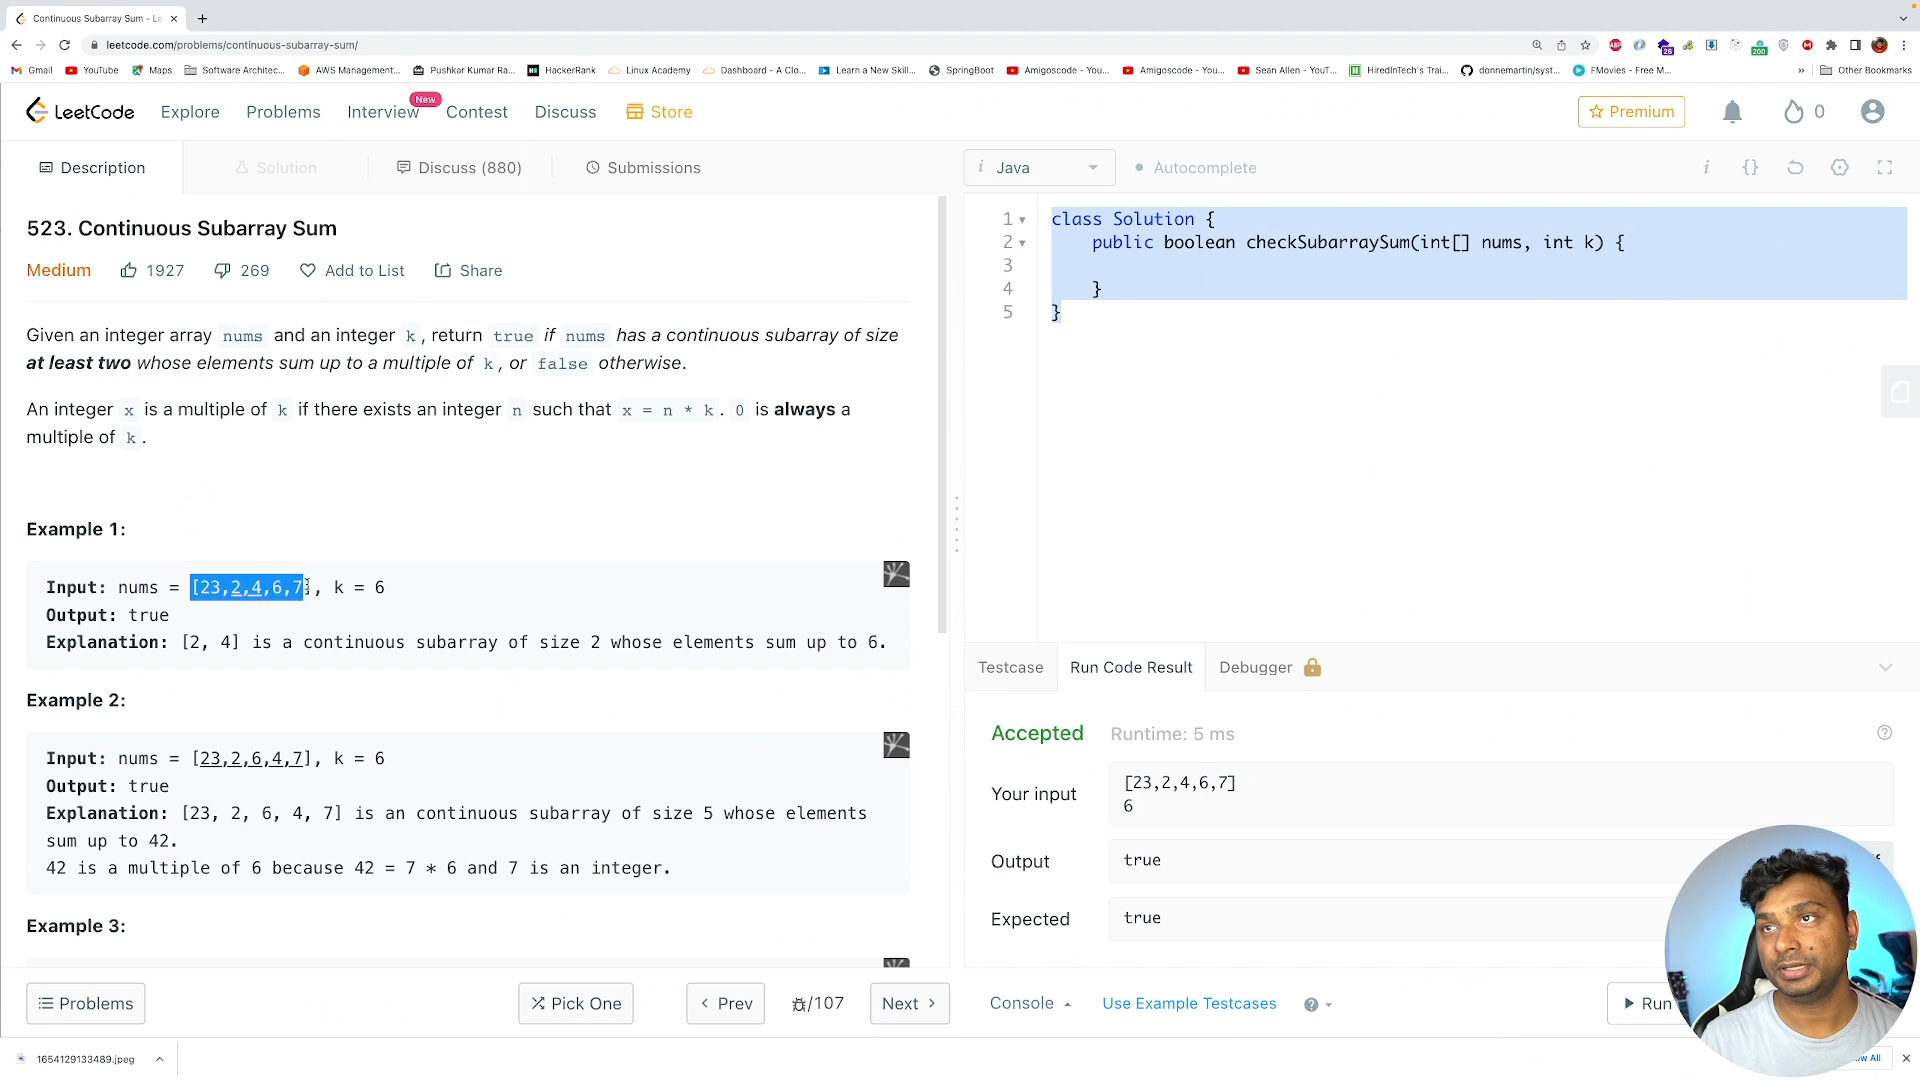 Continuous Subarray Sum - Le
leetcode.com/problems/continuous-subarray-sum/
Gmail YouTube Maps Software Architec... AWS Management... Pushkar Kumar Ra... HackerRank Linux Academy Dashboard - A Clo... Learn a New Skill... SpringBoot Amigoscode - You... Amigoscode - You... Sean Allen - YouT... HiredInTech's Trai... donnemartin/syst... FMovies - Free M... » Other Bookmarks
LeetCode Explore Problems Interview New Contest Discuss Store Premium 0
Description Solution Discuss (880) Submissions
i Java Autocomplete i {}
523. Continuous Subarray Sum
Medium 1927 269 Add to List Share
Given an integer array nums and an integer k, return true if nums has a continuous subarray of size
at least two whose elements sum up to a multiple of k, or false otherwise.
An integer x is a multiple of k if there exists an integer n such that x = n * k. 0 is always a
multiple of k.
Example 1:
Input: nums = [23,2,4,6,7], k = 6
Output: true
Explanation: [2, 4] is a continuous subarray of size 2 whose elements sum up to 6.
Example 2:
Input: nums = [23,2,6,4,7], k = 6
Output: true
Explanation: [23, 2, 6, 4, 7] is an continuous subarray of size 5 whose elements
sum up to 42.
42 is a multiple of 6 because 42 = 7 * 6 and 7 is an integer.
Example 3:
Problems Pick One Prev /107 Next
1 class Solution {
2 public boolean checkSubarraySum(int[] nums, int k) {
3
4 }
5 }
Testcase Run Code Result Debugger
Accepted Runtime: 5 ms
Your input [23,2,4,6,7]
6
Output true
Expected true
Console Use Example Testcases Run
1654129133489.jpeg
All